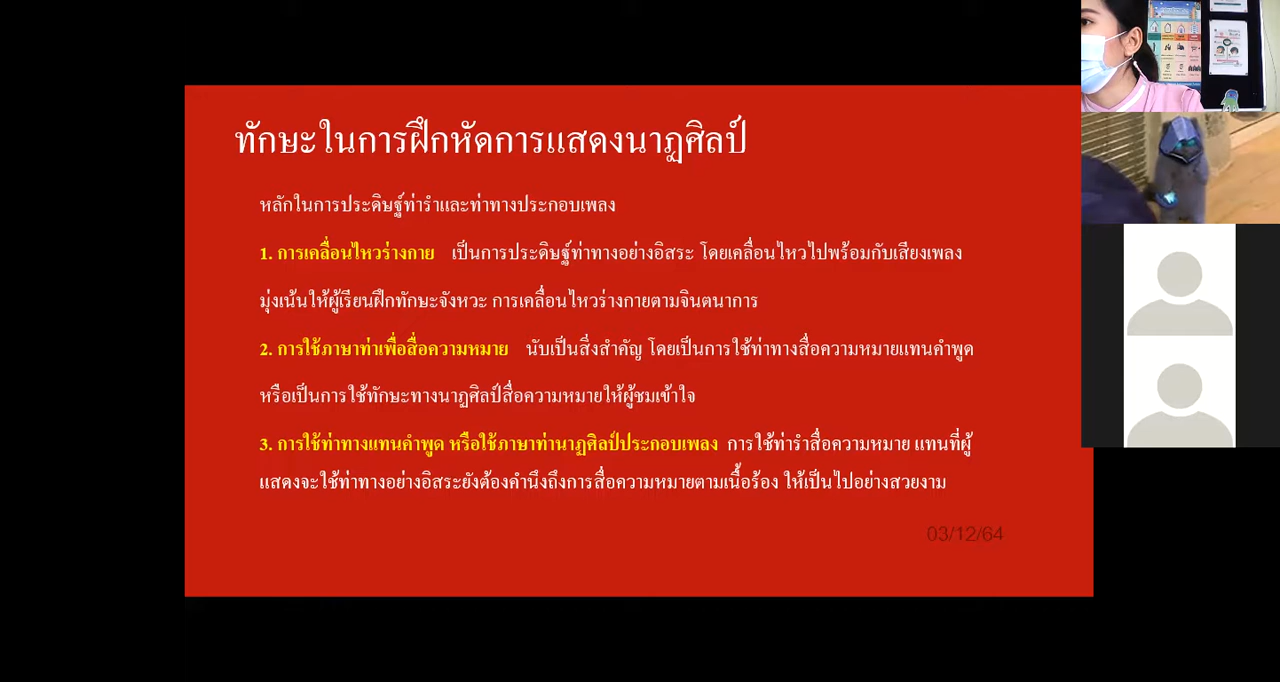 ทักษะในการฝึกหัดการแสดงนาฏศิลป์
หลักในการประดิษฐ์ท่ารำและท่าทางประกอบเพลง
1. การเคลื่อนไหวร่างกาย เป็นการประดิษฐ์ท่าทางอย่างอิสระ โดยเคลื่อนไหวไปพร้อมกับเสียงเพลง
มุ่งเน้นให้ผู้เรียนฝึกทักษะจังหวะ การเคลื่อนไหวร่างกายตามจินตนาการ
2. การใช้ภาษาท่าเพื่อสื่อความหมาย นับเป็นสิ่งสำคัญ โดยเป็นการใช้ท่าทางสื่อความหมายแทนคำพูด
หรือเป็นการใช้ทักษะทางนาฏศิลป์สื่อความหมายให้ผู้ชมเข้าใจ
3. การใช้ท่าทางแทนคำพูด หรือใช้ภาษาท่านาฏศิลป์ประกอบเพลง การใช้ท่ารำสื่อความหมาย แทนที่ผู้
แสดงจะใช้ท่าทางอย่างอิสระยังต้องคำนึงถึงการสื่อความหมายตามเนื้อร้อง ให้เป็นไปอย่างสวยงาม
03/12/64